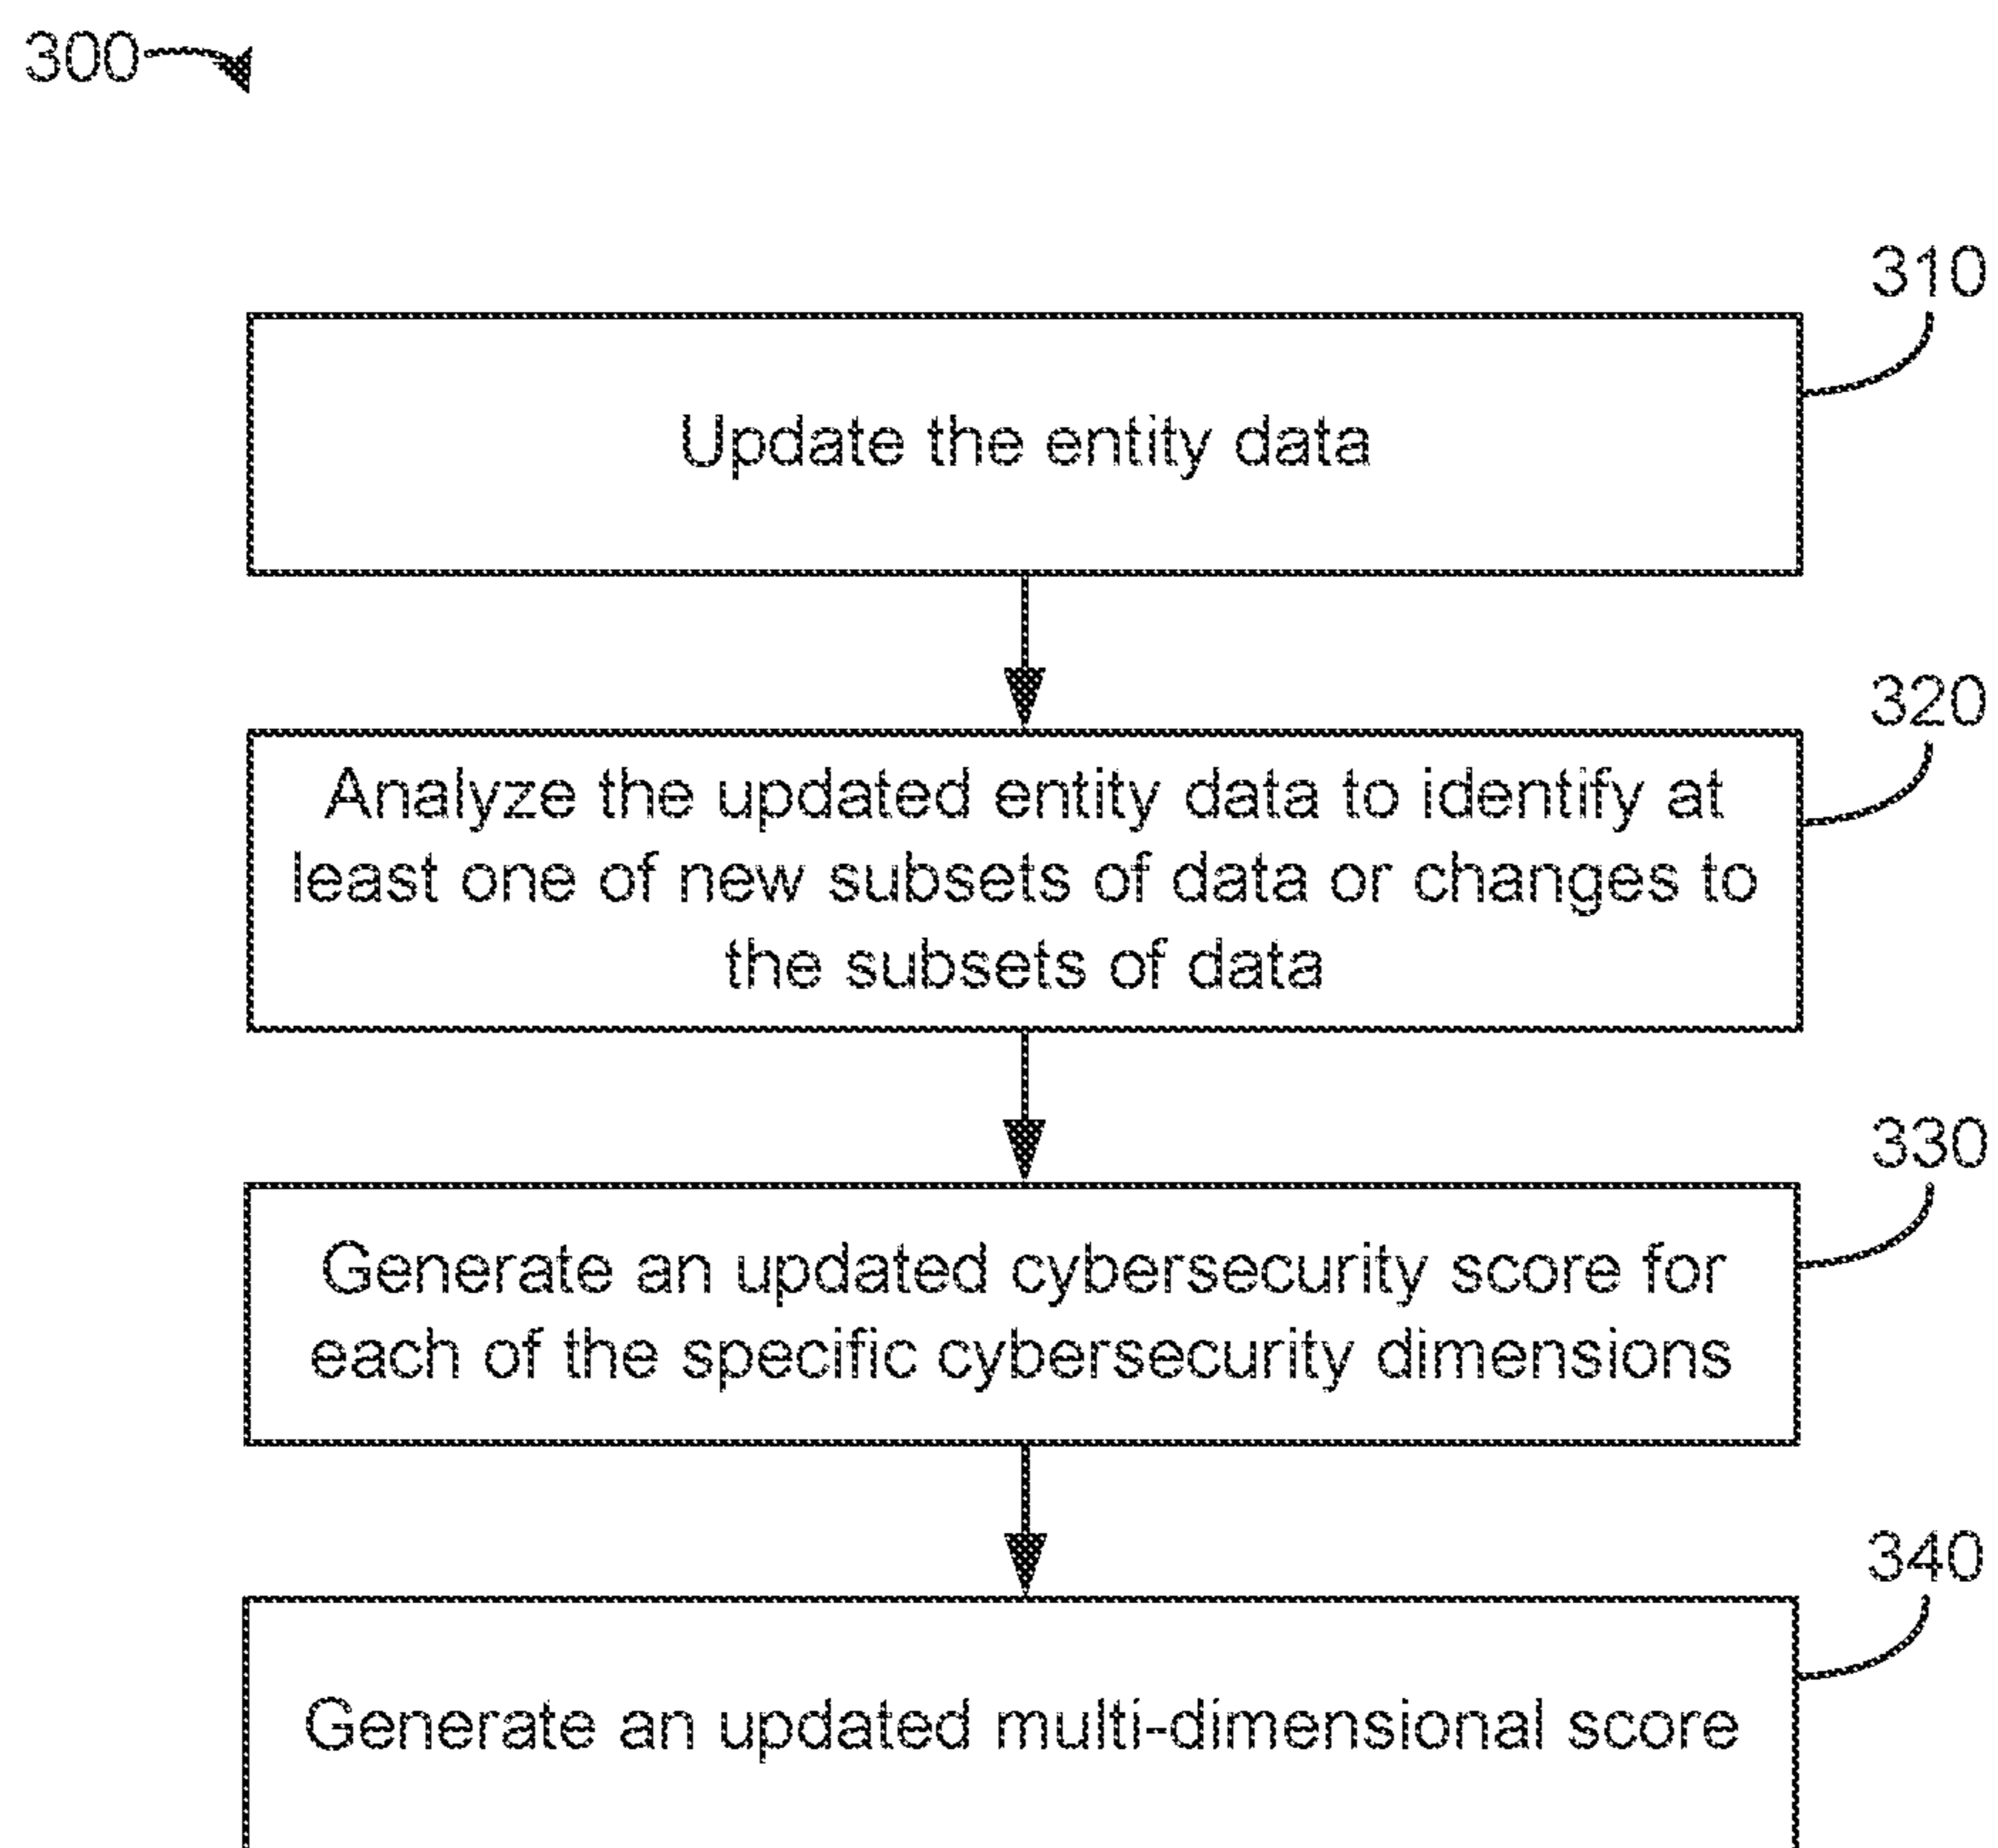 300
310
Update the entity data
320
Analyze the updated entity data to identify at
least one of new subsets of data or changes to
the subsets of data
330
Generate an updated cybersecurity score for
each of the specific cybersecurity dimensions
340
Generate an updated multi-dimensional score